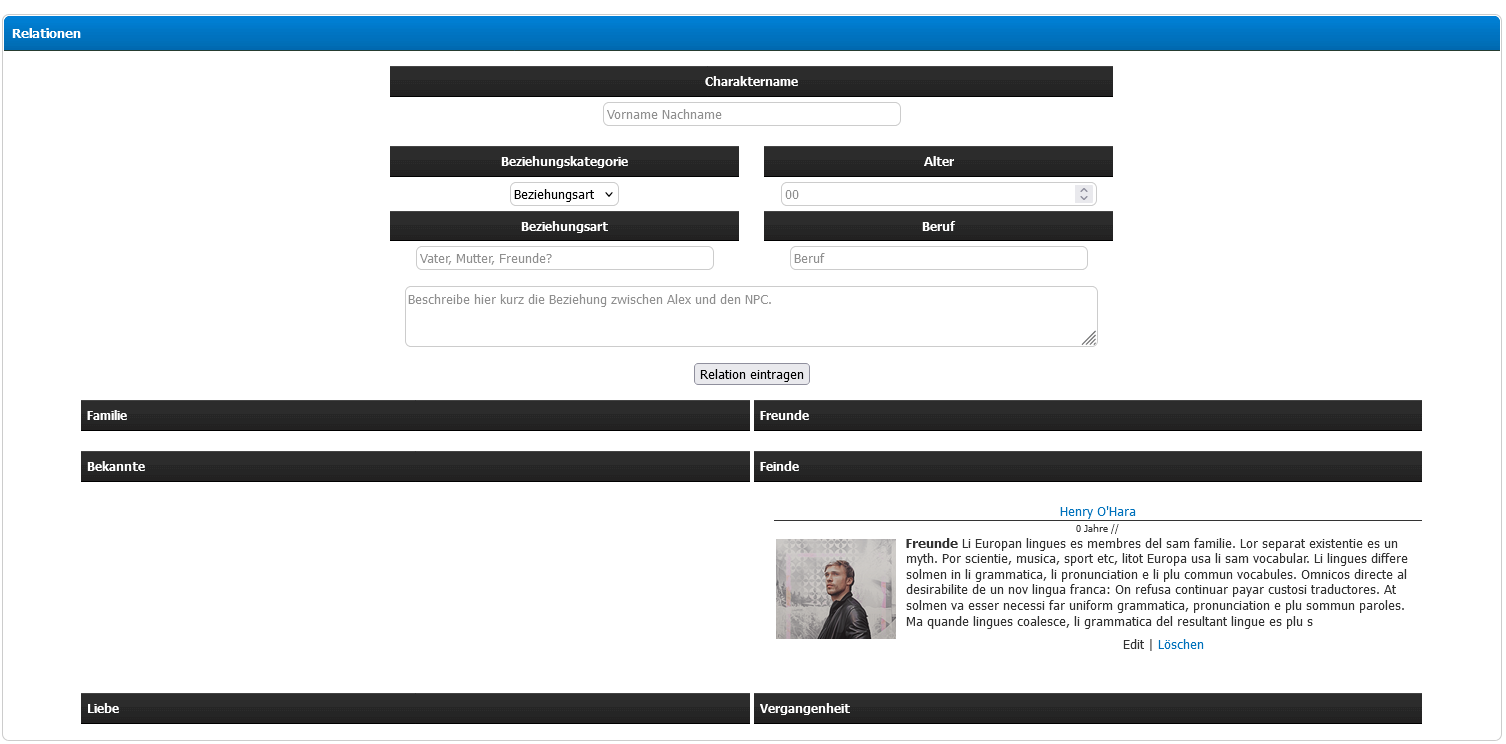 Relationen
Charaktername
Vorname Nachname
Beziehungskategorie
Alter
Beziehungsart
00
Beziehungsart
Beruf
Vater, Mutter, Freunde?
Beruf
Beschreibe hier kurz die Beziehung zwischen Alex und den NPC.
Relation eintragen
Familie
Freunde
Bekannte
Feinde
Henry O'Hara
0 Jahre //
Freunde Li Europan lingues es membres del sam familie. Lor separat existentie es un
myth. Por scientie, musica, sport etc, litot Europa usa li sam vocabular. Li lingues differe
solmen in li grammatica, li pronunciation e li plu commun vocabules. Omnicos directe al
desirabilite de un nov lingua franca: On refusa continuar payar custosi traductores. At
solmen va esser necessi far uniform grammatica, pronunciation e plu sommun paroles.
Ma quande lingues coalesce, li grammatica del resultant lingue es plu s
Edit | Löschen
Liebe
Vergangenheit